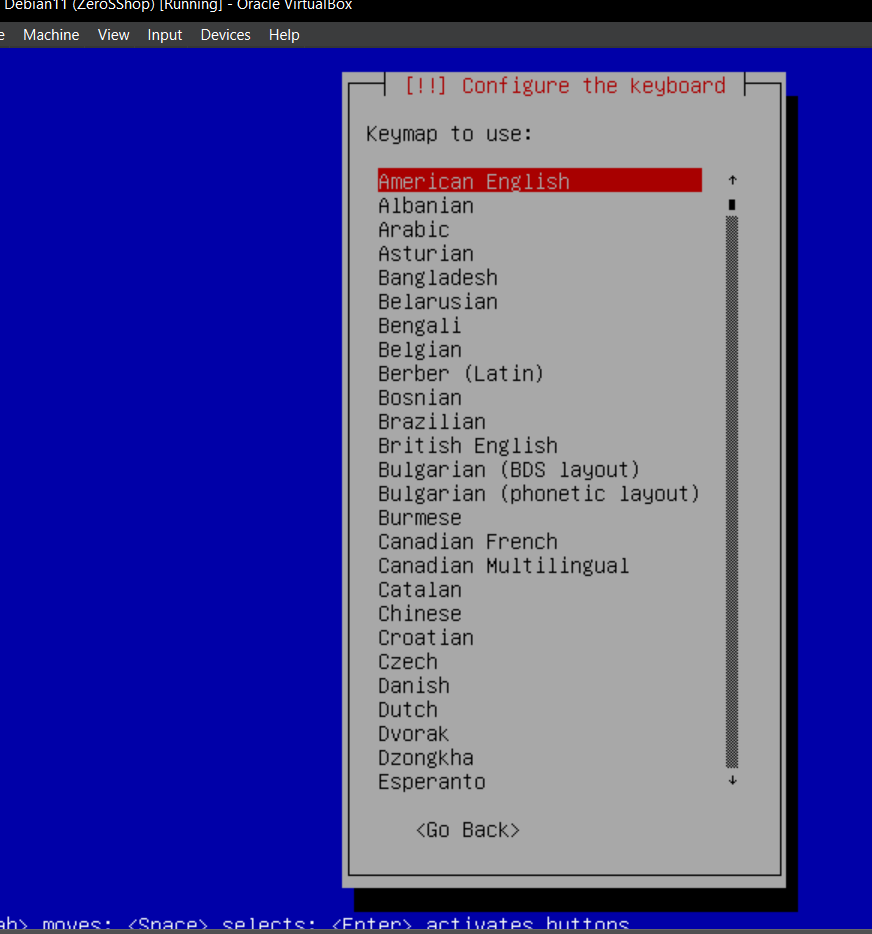 Debian11 (ZeroSShop) [Running] - Oracle VirtualBox
e Machine View Input Devices Help
[!!] Configure the keyboard
Keymap to use:
American English
Albanian
Arabic
Asturian
Bangladesh
Belarusian
Bengali
Belgian
Berber (Latin)
Bosnian
Brazilian
British English
Bulgarian (BDS layout)
Bulgarian (phonetic layout)
Burmese
Canadian French
Canadian Multilingual
Catalan
Chinese
Croatian
Czech
Danish
Dutch
Dvorak
Dzongkha
Esperanto
<Go Back>
ab> moves; <Space> selects; <Enter> activates buttons